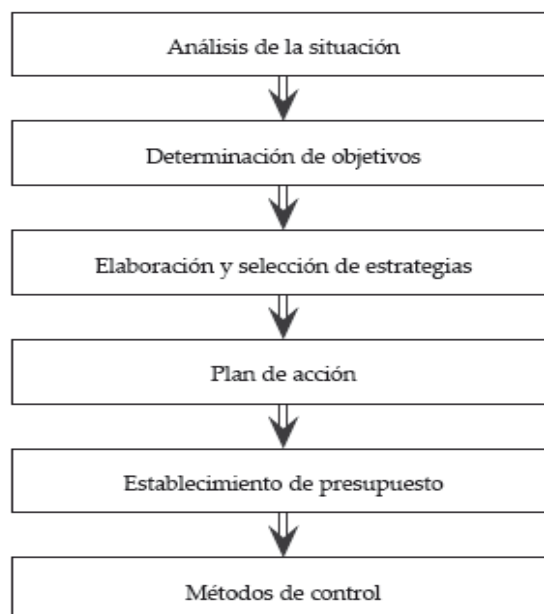 Análisis de la situación
Determinación de objetivos
Elaboración y selección de estrategias
Plan de acción
Establecimiento de presupuesto
Métodos de control